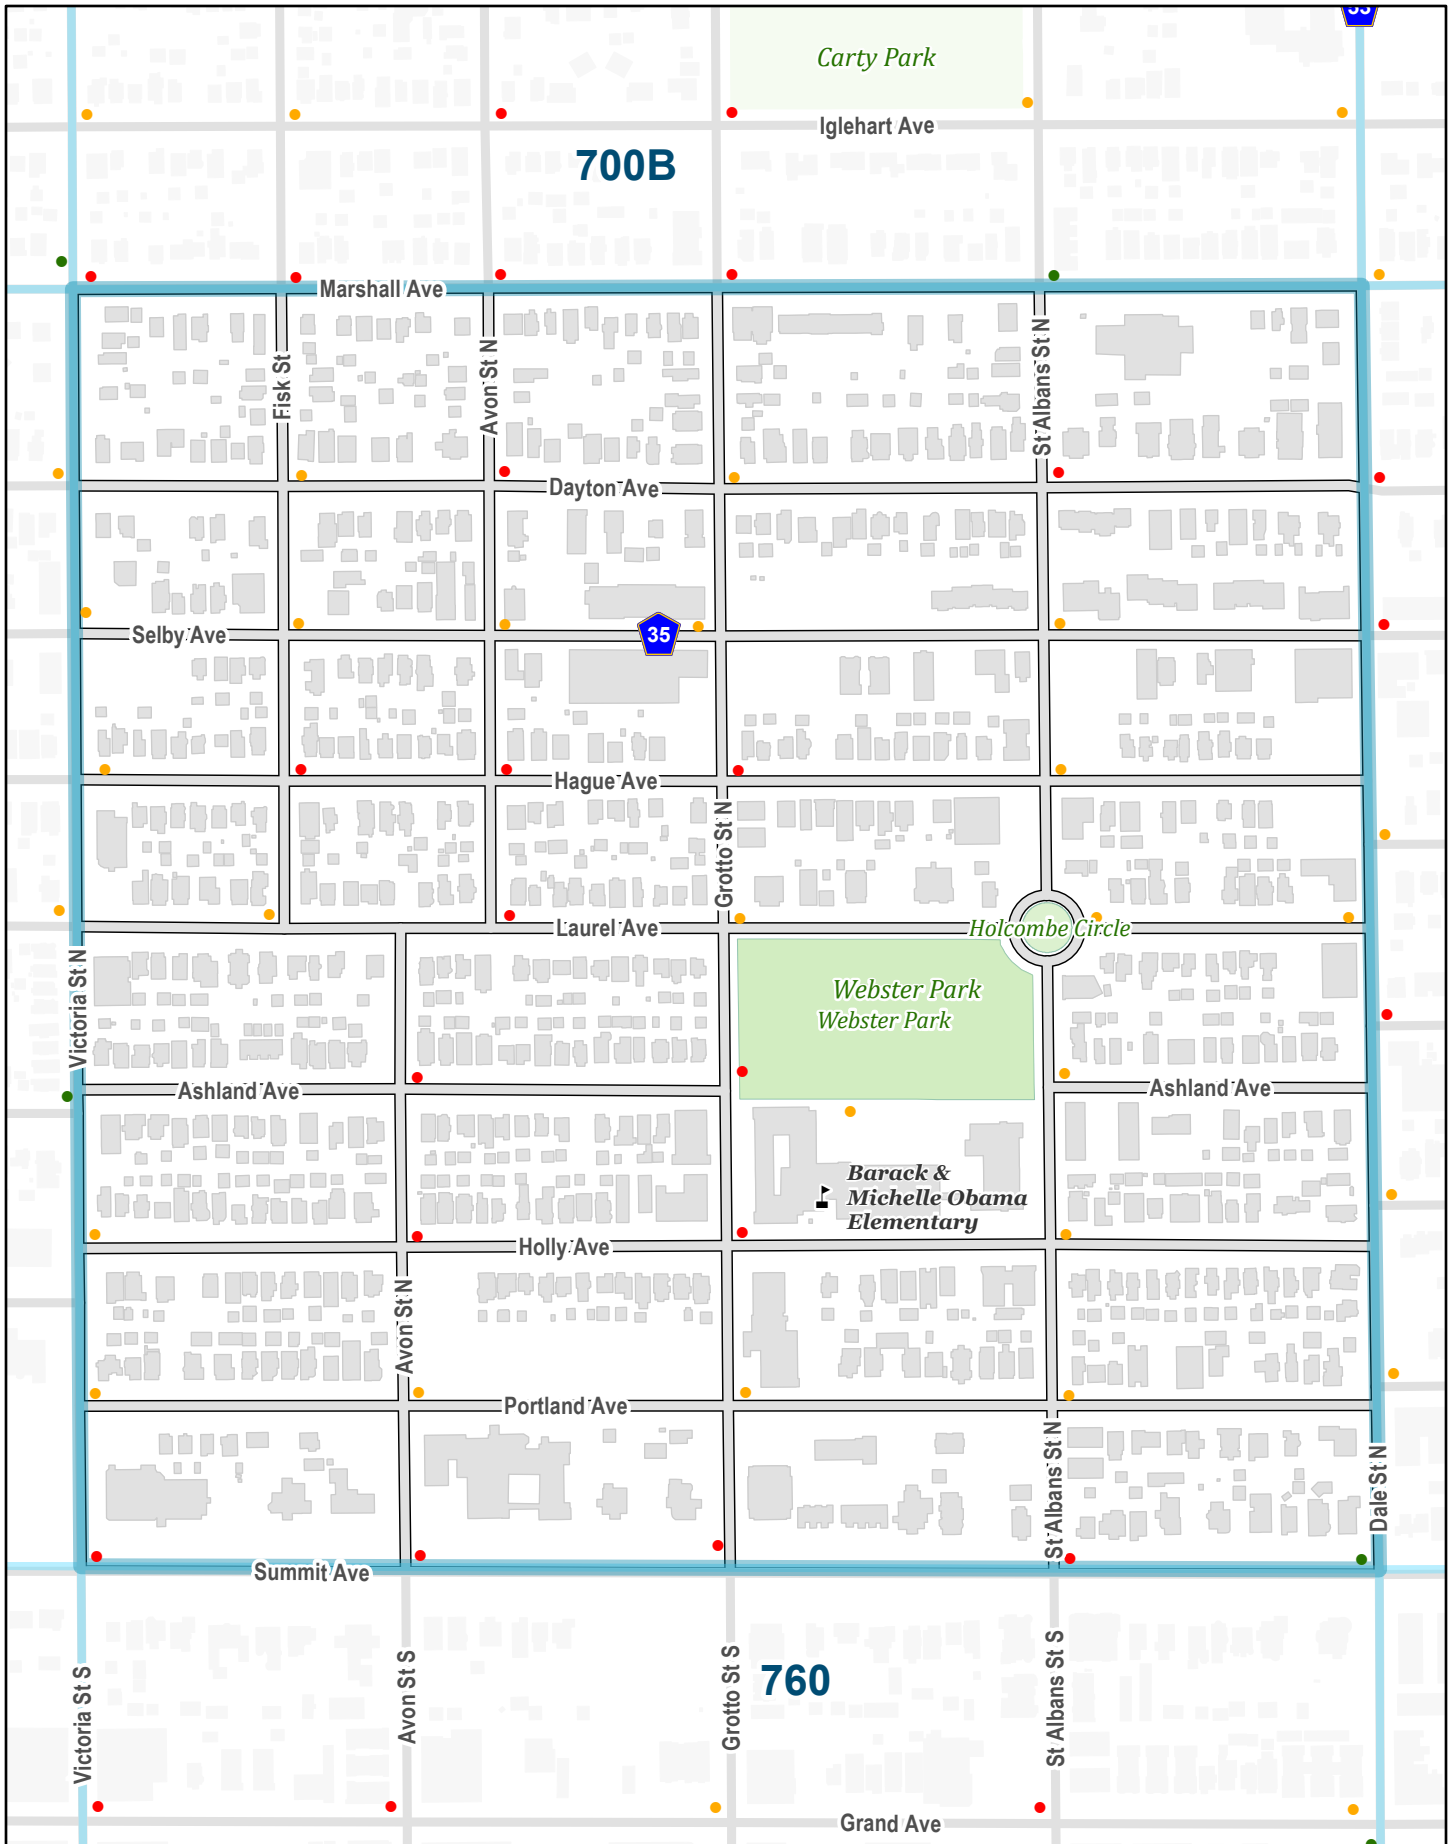 35
Carty Park
Iglehart Ave
700B
Marshall Ave
Fisk St
Avon St N
St Albans St N
Dayton Ave
Selby Ave
35
Hague Ave
Grotto St N
Laurel Ave
Holcombe Circle
Victoria St N
Webster Park
Webster Park
Ashland Ave
Ashland Ave
Barack &
Michelle Obama
Elementary
Holly Ave
Avon St N
Portland Ave
St Albans St N
Dale St N
Summit Ave
Victoria St S
Avon St S
Grotto St S
760
St Albans St S
Grand Ave